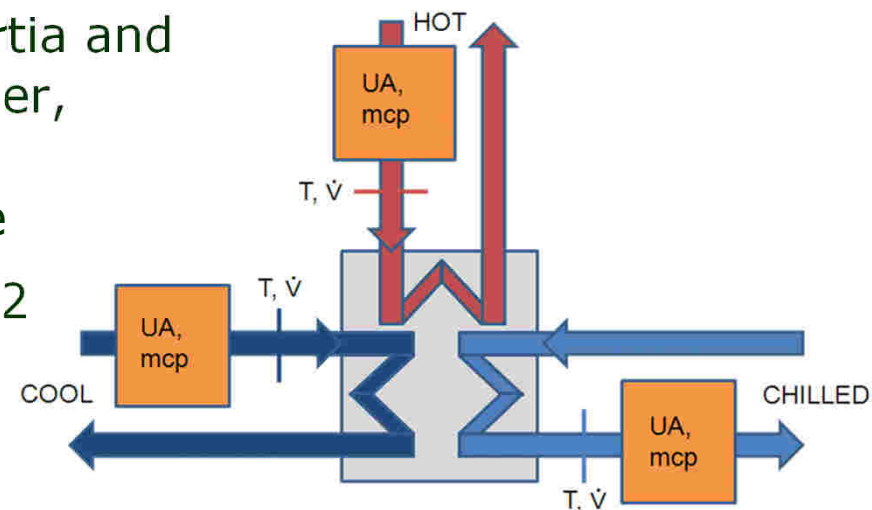 rtia and
er,
e
2
HOT
UA,
mcp
T, V̇
T, V̇
UA,
mcp
COOL
CHILLED
UA,
mcp
T. V̇